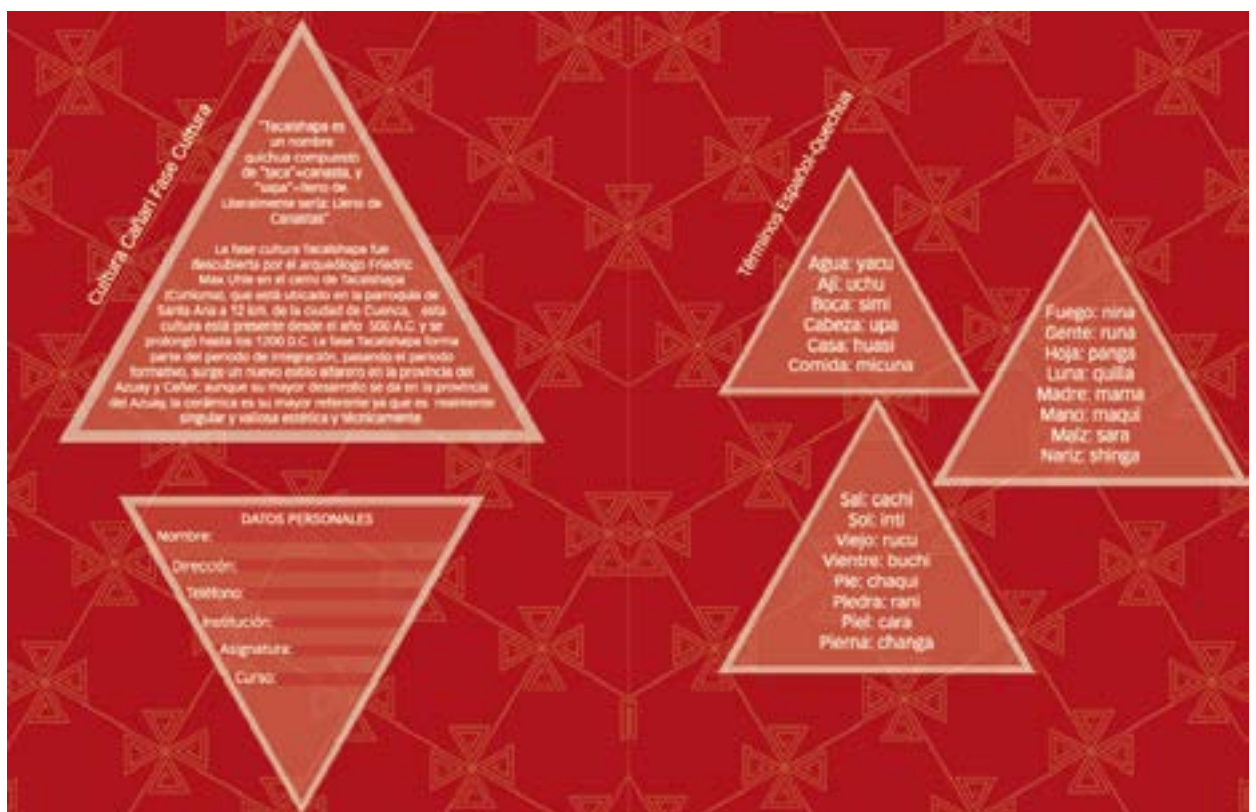 Cultura Cañari Fase Cultura
"Tacalshapa es
un nombre
quichua compuesto
de "taca"=canasta, y
"sapa"=lleno de.
Literalmente sería: Lleno de
Canastas"
La fase cultura Tacalshapa fue
descubierta por el arqueólogo Friedric
Max Uhle en el cerro de Tacalshapa
que está ubicado en la parroquia de
Santa Ana a 12 km. de la ciudad de Cuenca, esta
cultura está presente desde el año 500 A.C. y se
prolongó hasta los 1200 D.C. La fase Tacalshapa forma
parte del periodo de integración, pasando el periodo
formativo, surge un nuevo estilo alfarero en la provincia del
Azuay y Cañar; aunque su mayor desarrollo se da en la provincia
del Azuay, la cerámica es su mayor referente ya que es realmente
singular y valiosa estética y técnicamente
DATOS PERSONALES
Nombre:
Dirección:
Teléfono:
Institución:
Asignatura:
Curso:
Términos Español-Quechua
Agua: yacu
Ají: uchu
Boca: simi
Cabeza: upa
Casa: huasi
Comida: micuna
Fuego: nina
Gente: runa
Hoja: panga
Luna: quilla
Madre: mama
Mano: maqui
Maíz: sara
Nariz: shinga
Sal: cachi
Sol: inti
Viejo: rucu
Vientre: buchi
Pie: chaqui
Piedra: rani
Piel: cara
Pierna: changa